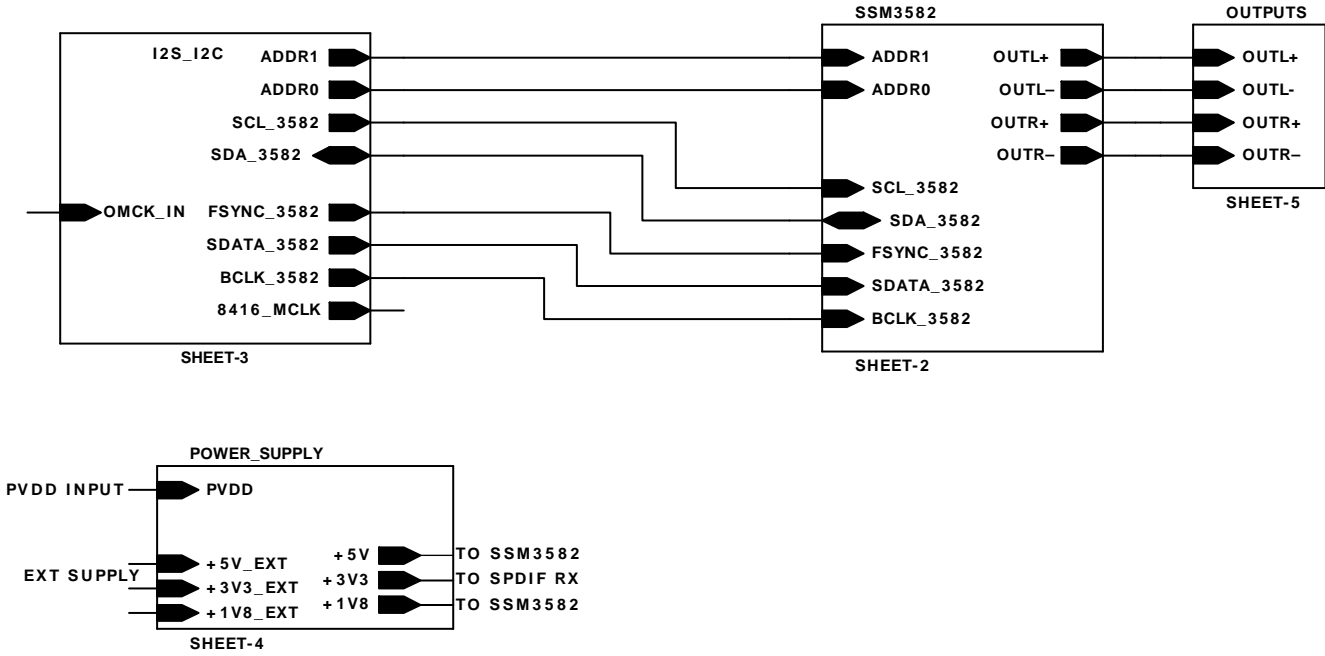 I2S_I2C
ADDR1
ADDR0
SCL_3582
SDA_3582
OMCK_IN
FSYNC_3582
SDATA_3582
BCLK_3582
8416_MCLK
SHEET-3
SSM3582
ADDR1
ADDR0
SCL_3582
SDA_3582
FSYNC_3582
SDATA_3582
BCLK_3582
OUTL+
OUTL–
OUTR+
OUTR–
SHEET-2
OUTPUTS
OUTL+
OUTL-
OUTR+
OUTR–
SHEET-5
POWER_SUPPLY
PVDD INPUT
PVDD
EXT SUPPLY
+5V_EXT
+3V3_EXT
+1V8_EXT
+5V
+3V3
+1V8
TO SSM3582
TO SPDIF RX
TO SSM3582
SHEET-4